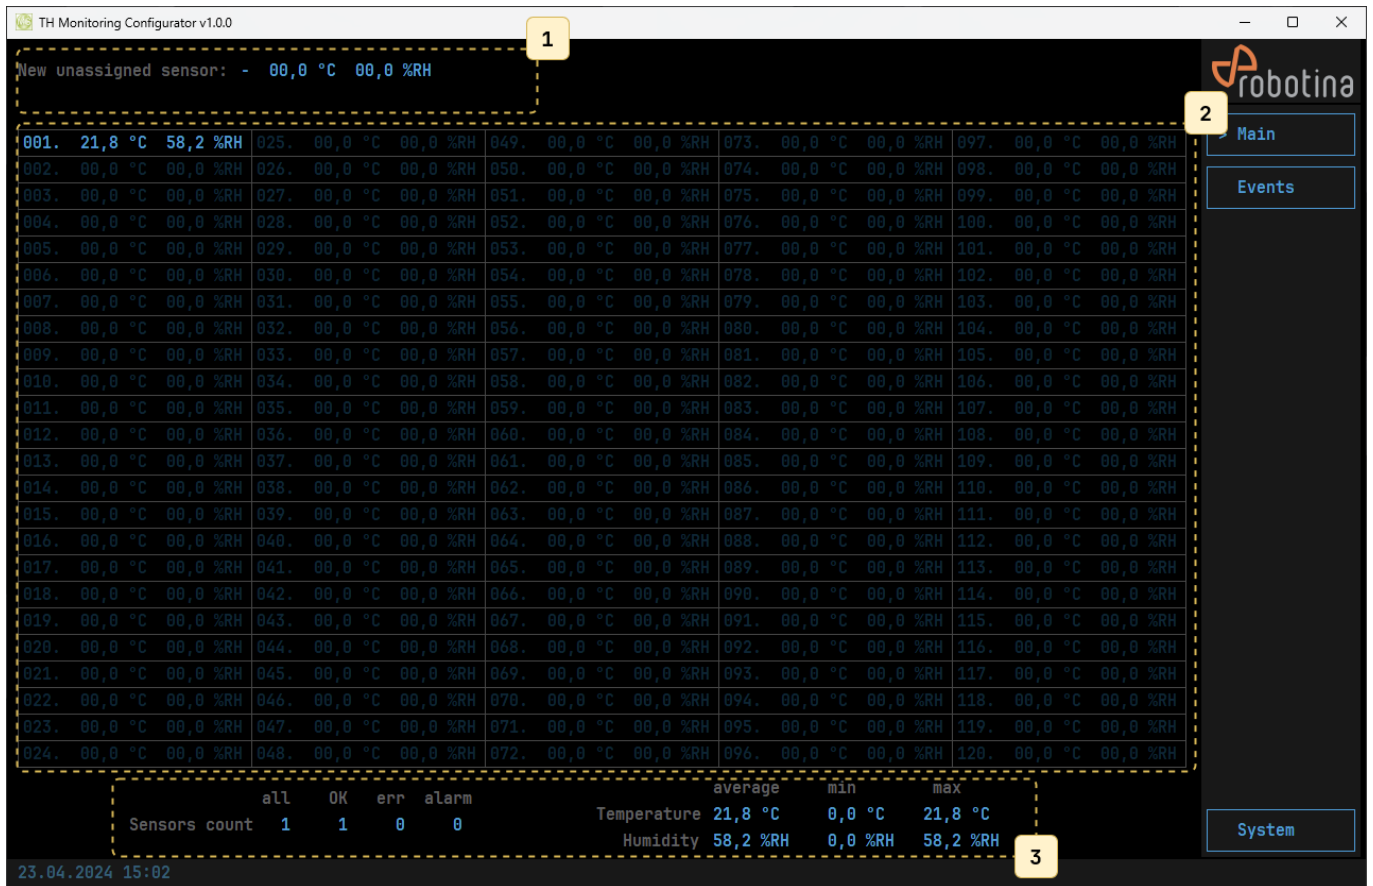 TH Monitoring Configurator v1.0.0
1
New unassigned sensor: - 00,0 °C 00,0 %RH
robotina
2
001. 21,8 °C 58,2 %RH 025. 00,0 °C 00,0 %RH 049. 00,0 °C 00,0 %RH 073. 00,0 °C 00,0 %RH 097. 00,0 °C 00,0 %RH
002. 00,0 °C 00,0 %RH 026. 00,0 °C 00,0 %RH 050. 00,0 °C 00,0 %RH 074. 00,0 °C 00,0 %RH 098. 00,0 °C 00,0 %RH
003. 00,0 °C 00,0 %RH 027. 00,0 °C 00,0 %RH 051. 00,0 °C 00,0 %RH 075. 00,0 °C 00,0 %RH 099. 00,0 °C 00,0 %RH
004. 00,0 °C 00,0 %RH 028. 00,0 °C 00,0 %RH 052. 00,0 °C 00,0 %RH 076. 00,0 °C 00,0 %RH 100. 00,0 °C 00,0 %RH
005. 00,0 °C 00,0 %RH 029. 00,0 °C 00,0 %RH 053. 00,0 °C 00,0 %RH 077. 00,0 °C 00,0 %RH 101. 00,0 °C 00,0 %RH
006. 00,0 °C 00,0 %RH 030. 00,0 °C 00,0 %RH 054. 00,0 °C 00,0 %RH 078. 00,0 °C 00,0 %RH 102. 00,0 °C 00,0 %RH
007. 00,0 °C 00,0 %RH 031. 00,0 °C 00,0 %RH 055. 00,0 °C 00,0 %RH 079. 00,0 °C 00,0 %RH 103. 00,0 °C 00,0 %RH
008. 00,0 °C 00,0 %RH 032. 00,0 °C 00,0 %RH 056. 00,0 °C 00,0 %RH 080. 00,0 °C 00,0 %RH 104. 00,0 °C 00,0 %RH
009. 00,0 °C 00,0 %RH 033. 00,0 °C 00,0 %RH 057. 00,0 °C 00,0 %RH 081. 00,0 °C 00,0 %RH 105. 00,0 °C 00,0 %RH
010. 00,0 °C 00,0 %RH 034. 00,0 °C 00,0 %RH 058. 00,0 °C 00,0 %RH 082. 00,0 °C 00,0 %RH 106. 00,0 °C 00,0 %RH
011. 00,0 °C 00,0 %RH 035. 00,0 °C 00,0 %RH 059. 00,0 °C 00,0 %RH 083. 00,0 °C 00,0 %RH 107. 00,0 °C 00,0 %RH
012. 00,0 °C 00,0 %RH 036. 00,0 °C 00,0 %RH 060. 00,0 °C 00,0 %RH 084. 00,0 °C 00,0 %RH 108. 00,0 °C 00,0 %RH
013. 00,0 °C 00,0 %RH 037. 00,0 °C 00,0 %RH 061. 00,0 °C 00,0 %RH 085. 00,0 °C 00,0 %RH 109. 00,0 °C 00,0 %RH
014. 00,0 °C 00,0 %RH 038. 00,0 °C 00,0 %RH 062. 00,0 °C 00,0 %RH 086. 00,0 °C 00,0 %RH 110. 00,0 °C 00,0 %RH
015. 00,0 °C 00,0 %RH 039. 00,0 °C 00,0 %RH 063. 00,0 °C 00,0 %RH 087. 00,0 °C 00,0 %RH 111. 00,0 °C 00,0 %RH
016. 00,0 °C 00,0 %RH 040. 00,0 °C 00,0 %RH 064. 00,0 °C 00,0 %RH 088. 00,0 °C 00,0 %RH 112. 00,0 °C 00,0 %RH
017. 00,0 °C 00,0 %RH 041. 00,0 °C 00,0 %RH 065. 00,0 °C 00,0 %RH 089. 00,0 °C 00,0 %RH 113. 00,0 °C 00,0 %RH
018. 00,0 °C 00,0 %RH 042. 00,0 °C 00,0 %RH 066. 00,0 °C 00,0 %RH 090. 00,0 °C 00,0 %RH 114. 00,0 °C 00,0 %RH
019. 00,0 °C 00,0 %RH 043. 00,0 °C 00,0 %RH 067. 00,0 °C 00,0 %RH 091. 00,0 °C 00,0 %RH 115. 00,0 °C 00,0 %RH
020. 00,0 °C 00,0 %RH 044. 00,0 °C 00,0 %RH 068. 00,0 °C 00,0 %RH 092. 00,0 °C 00,0 %RH 116. 00,0 °C 00,0 %RH
021. 00,0 °C 00,0 %RH 045. 00,0 °C 00,0 %RH 069. 00,0 °C 00,0 %RH 093. 00,0 °C 00,0 %RH 117. 00,0 °C 00,0 %RH
022. 00,0 °C 00,0 %RH 046. 00,0 °C 00,0 %RH 070. 00,0 °C 00,0 %RH 094. 00,0 °C 00,0 %RH 118. 00,0 °C 00,0 %RH
023. 00,0 °C 00,0 %RH 047. 00,0 °C 00,0 %RH 071. 00,0 °C 00,0 %RH 095. 00,0 °C 00,0 %RH 119. 00,0 °C 00,0 %RH
024. 00,0 °C 00,0 %RH 048. 00,0 °C 00,0 %RH 072. 00,0 °C 00,0 %RH 096. 00,0 °C 00,0 %RH 120. 00,0 °C 00,0 %RH
> Main
Events
all OK err alarm
Sensors count 1 1 0 0
average min max
Temperature 21,8 °C 0,0 °C 21,8 °C
Humidity 58,2 %RH 0,0 %RH 58,2 %RH
3
System
23.04.2024 15:02